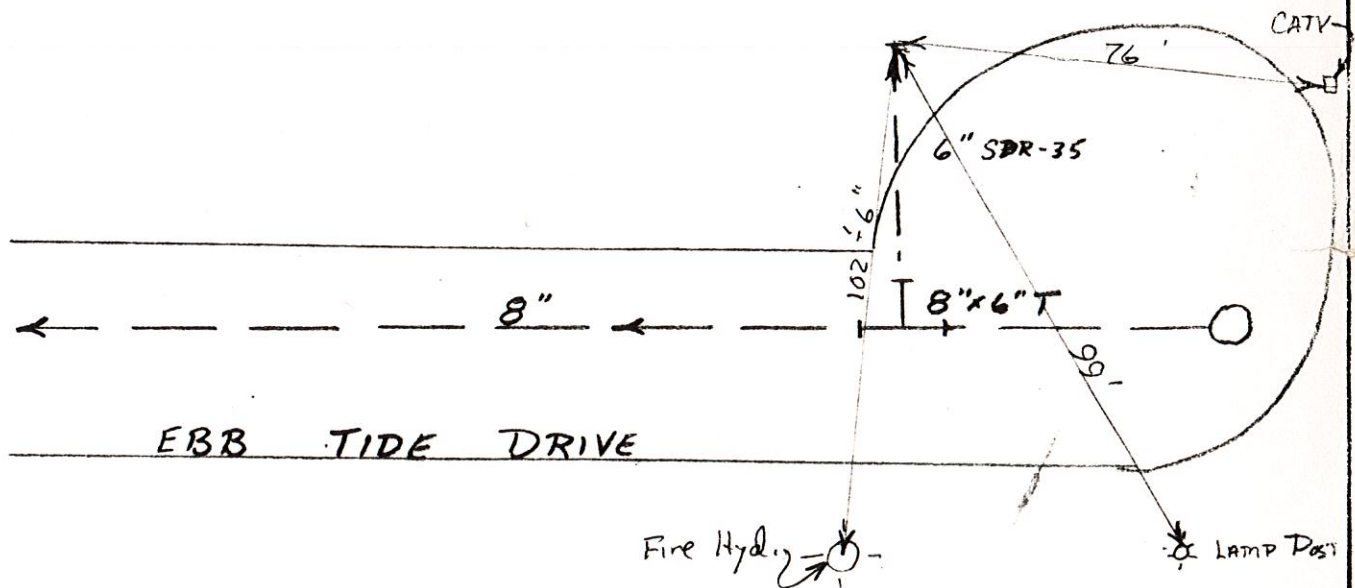 CATV
76'
6" SDR-35
102'-6"
8"
8"x6" T
99'
EBB TIDE DRIVE
Fire Hyd.
LAMP POST